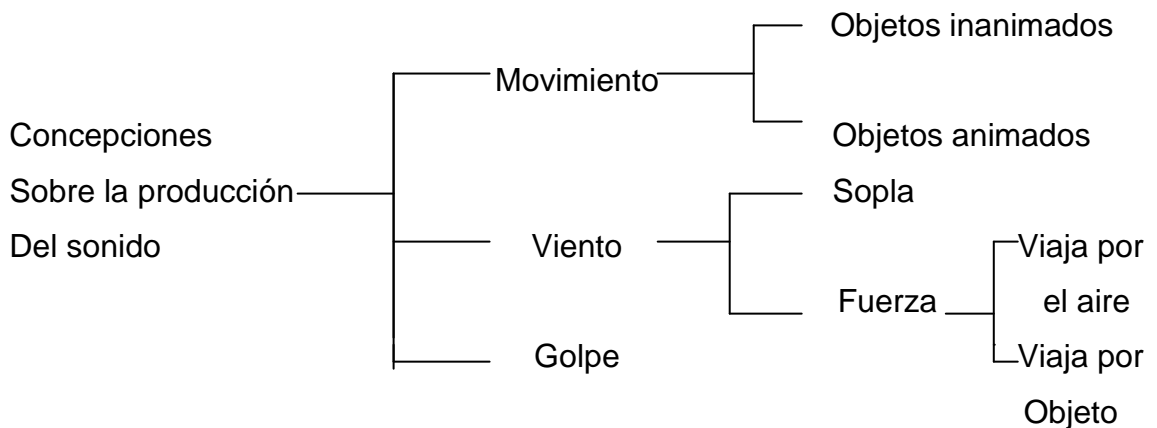 Objetos inanimados
Movimiento
Concepciones
Objetos animados
Sobre la producción
Sopla
Del sonido
Viento
Viaja por
Fuerza
el aire
Golpe
Viaja por
Objeto